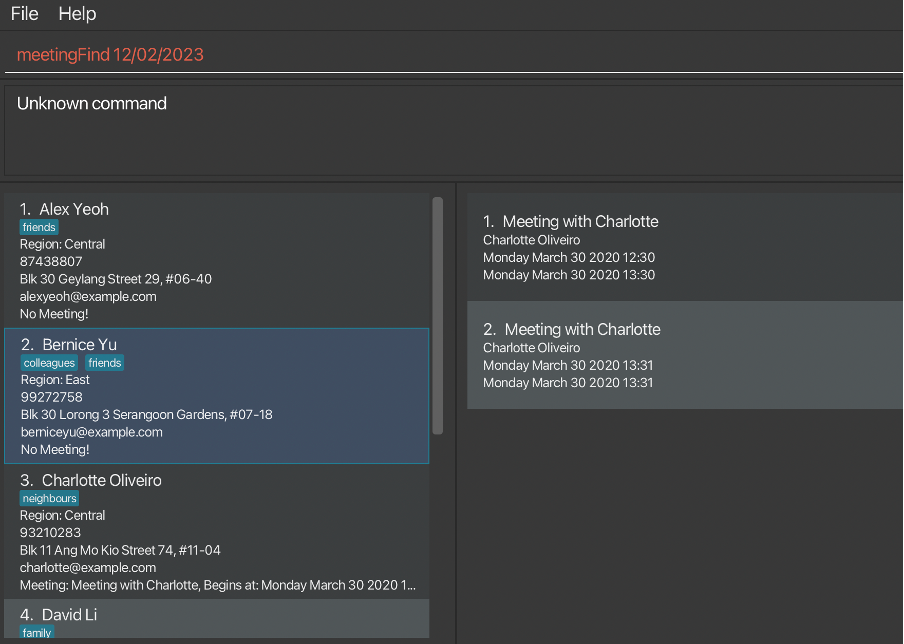 File Help
meetingFind 12/02/2023
Unknown command
1. Alex Yeoh
friends
Region: Central
87438807
Blk 30 Geylang Street 29, #06-40
alexyeoh@example.com
No Meeting!
2. Bernice Yu
colleagues friends
Region: East
99272758
Blk 30 Lorong 3 Serangoon Gardens, #07-18
berniceyu@example.com
No Meeting!
3. Charlotte Oliveiro
neighbours
Region: Central
93210283
Blk 11 Ang Mo Kio Street 74, #11-04
charlotte@example.com
Meeting: Meeting with Charlotte, Begins at: Monday March 30 2020 1...
4. David Li
family
1. Meeting with Charlotte
Charlotte Oliveiro
Monday March 30 2020 12:30
Monday March 30 2020 13:30
2. Meeting with Charlotte
Charlotte Oliveiro
Monday March 30 2020 13:31
Monday March 30 2020 13:31